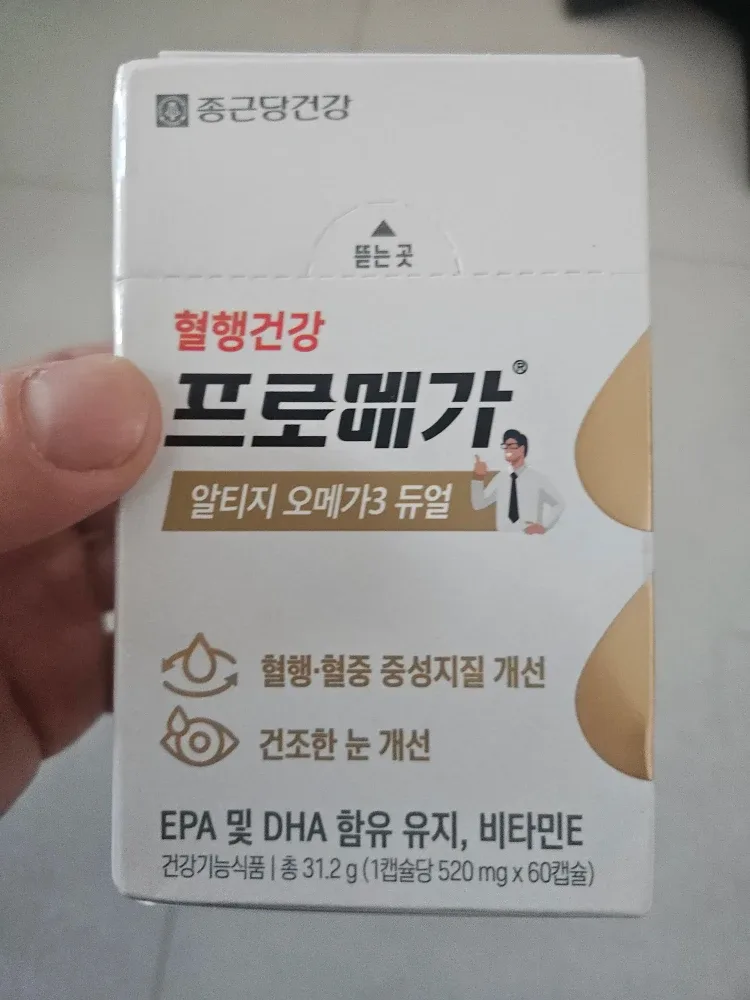 종근당건강
뜯는 곳
혈행건강
프로메가®
알티지 오메가3 듀얼
혈행·혈중 중성지질 개선
건조한 눈 개선
EPA 및 DHA 함유 유지, 비타민E
건강기능식품 | 총 31.2 g (1캡슐당 520 mg x 60캡슐)